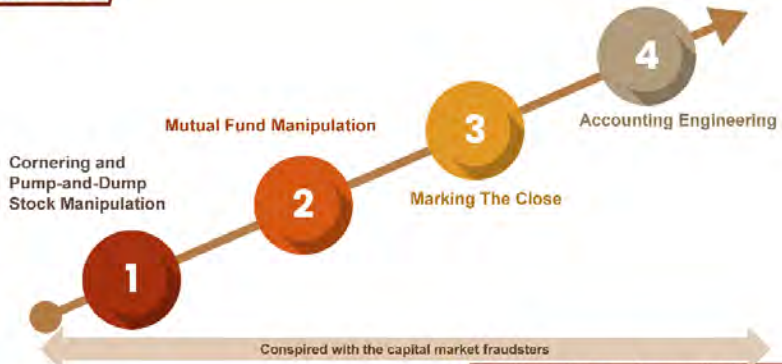 1
Cornering and
Pump-and-Dump
Stock Manipulation
2
Mutual Fund Manipulation
3
Marking The Close
4
Accounting Engineering
Conspired with the capital market fraudsters